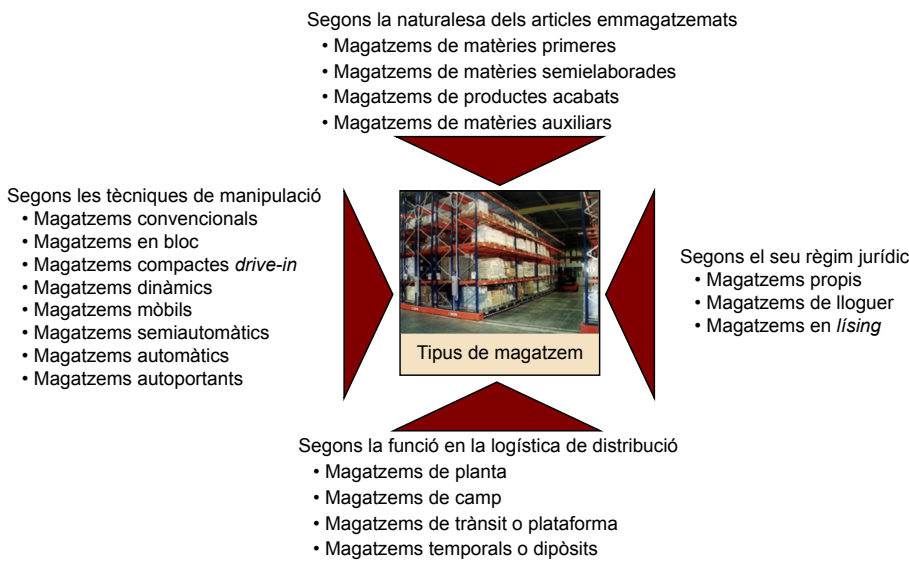 Segons la naturalesa dels articles emmagatzemats
• Magatzems de matèries primeres
• Magatzems de matèries semielaborades
• Magatzems de productes acabats
• Magatzems de matèries auxiliars
Segons les tècniques de manipulació
• Magatzems convencionals
• Magatzems en bloc
• Magatzems compactes drive-in
• Magatzems dinàmics
• Magatzems mòbils
• Magatzems semiautomàtics
• Magatzems automàtics
• Magatzems autoportants
Tipus de magatzem
Segons el seu règim jurídic
• Magatzems propis
• Magatzems de lloguer
• Magatzems en lísing
Segons la funció en la logística de distribució
• Magatzems de planta
• Magatzems de camp
• Magatzems de trànsit o plataforma
• Magatzems temporals o dipòsits